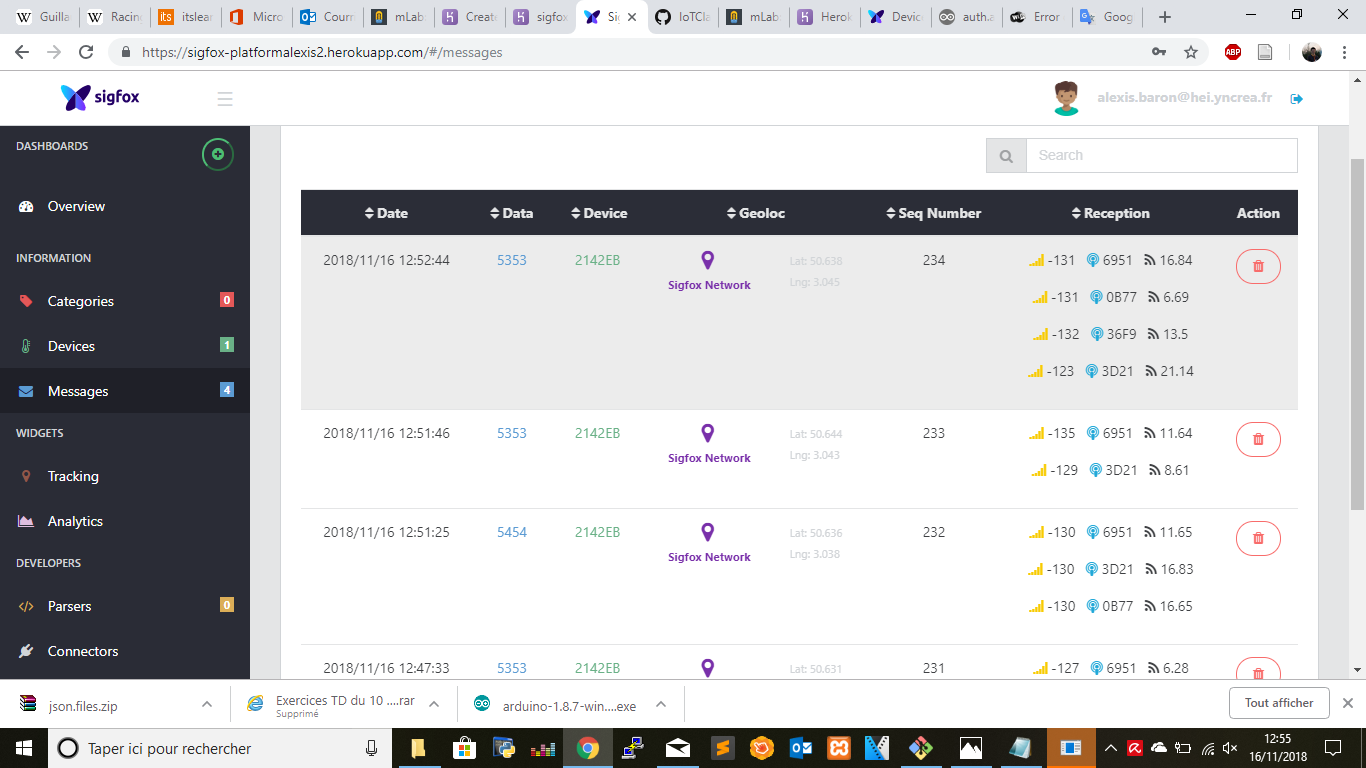 Guilla
Racin
itslear
Micro
Courri
mLab
Create
sigfox
Si
IoTCla
mLab
Herok
Device
auth.a
Error
Goog
https://sigfox-platformalexis2.herokuapp.com/#/messages
ABP
sigfox
alexis.baron@hei.yncrea.fr
DASHBOARDS
Overview
INFORMATION
Categories 0
Devices 1
Messages 4
WIDGETS
Tracking
Analytics
DEVELOPERS
Parsers 0
Connectors
Search
Date Data Device Geoloc Seq Number Reception Action
2018/11/16 12:52:44 5353 2142EB Sigfox Network Lat: 50.638 Lng: 3.045 234
-131 6951 16.84
-131 0B77 6.69
-132 36F9 13.5
-123 3D21 21.14
2018/11/16 12:51:46 5353 2142EB Sigfox Network Lat: 50.644 Lng: 3.043 233
-135 6951 11.64
-129 3D21 8.61
2018/11/16 12:51:25 5454 2142EB Sigfox Network Lat: 50.636 Lng: 3.038 232
-130 6951 11.65
-130 3D21 16.83
-130 0B77 16.65
2018/11/16 12:47:33 5353 2142EB Lat: 50.631 231
-127 6951 6.28
json.files.zip
Exercices TD du 10 ....rar
Supprimé
arduino-1.8.7-win....exe
Tout afficher
Taper ici pour rechercher
12:55
16/11/2018